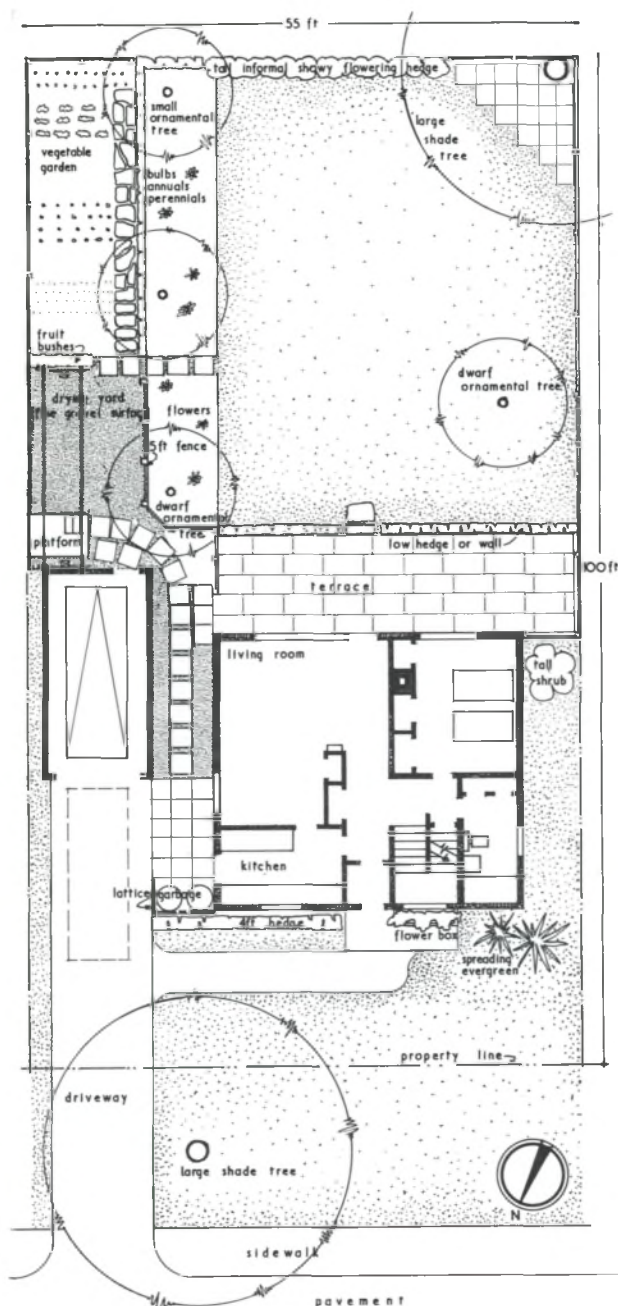 55 ft
tall informal showy flowering hedge
small
ornamental
tree
large
shade
tree
vegetable
garden
bulbs
annuals
perennials
fruit
bushes
drying yard
fine gravel surface
flowers
5ft fence
dwarf
ornamental
tree
dwarf
ornamental tree
platform
low hedge or wall
terrace
100ft
living room
tall
shrub
kitchen
lattice garbage
4ft hedge
flower box
spreading
evergreen
property line
driveway
large shade tree
N
sidewalk
pavement